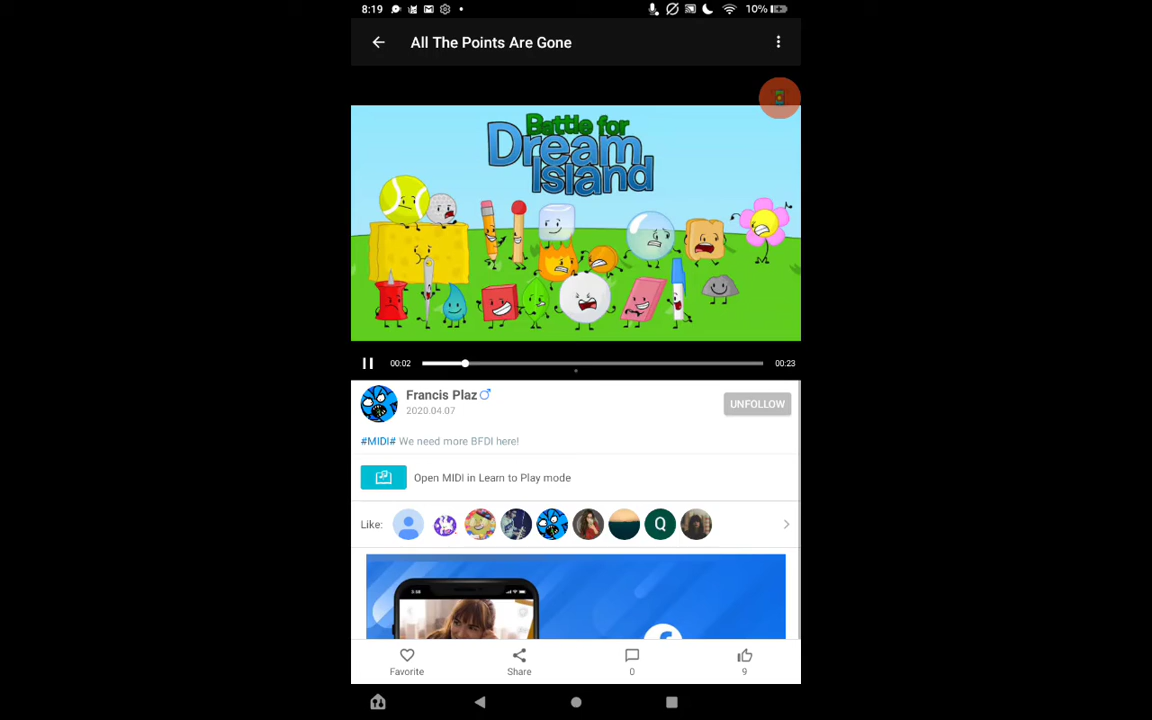 8:19
10%
All The Points Are Gone
Battle for
Dream
Island
00:02
00:23
Francis Plaz
2020.04.07
UNFOLLOW
#MIDI# We need more BFDI here!
Open MIDI in Learn to Play mode
Like:
Q
Favorite
Share
0
9